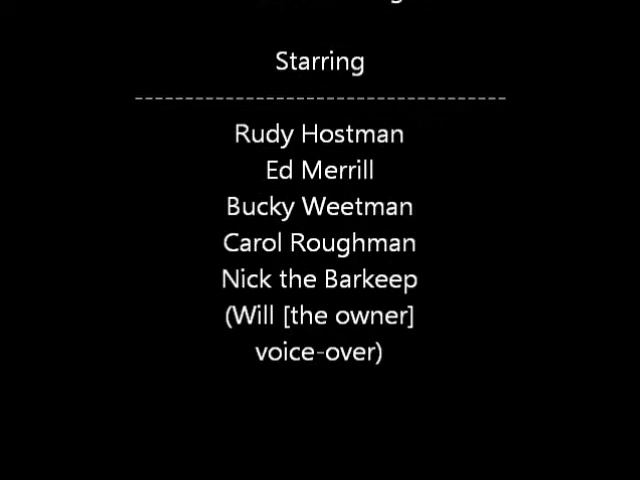 Starring
-------------------------------------
Rudy Hostman
Ed Merrill
Bucky Weetman
Carol Roughman
Nick the Barkeep
(Will [the owner]
voice-over)